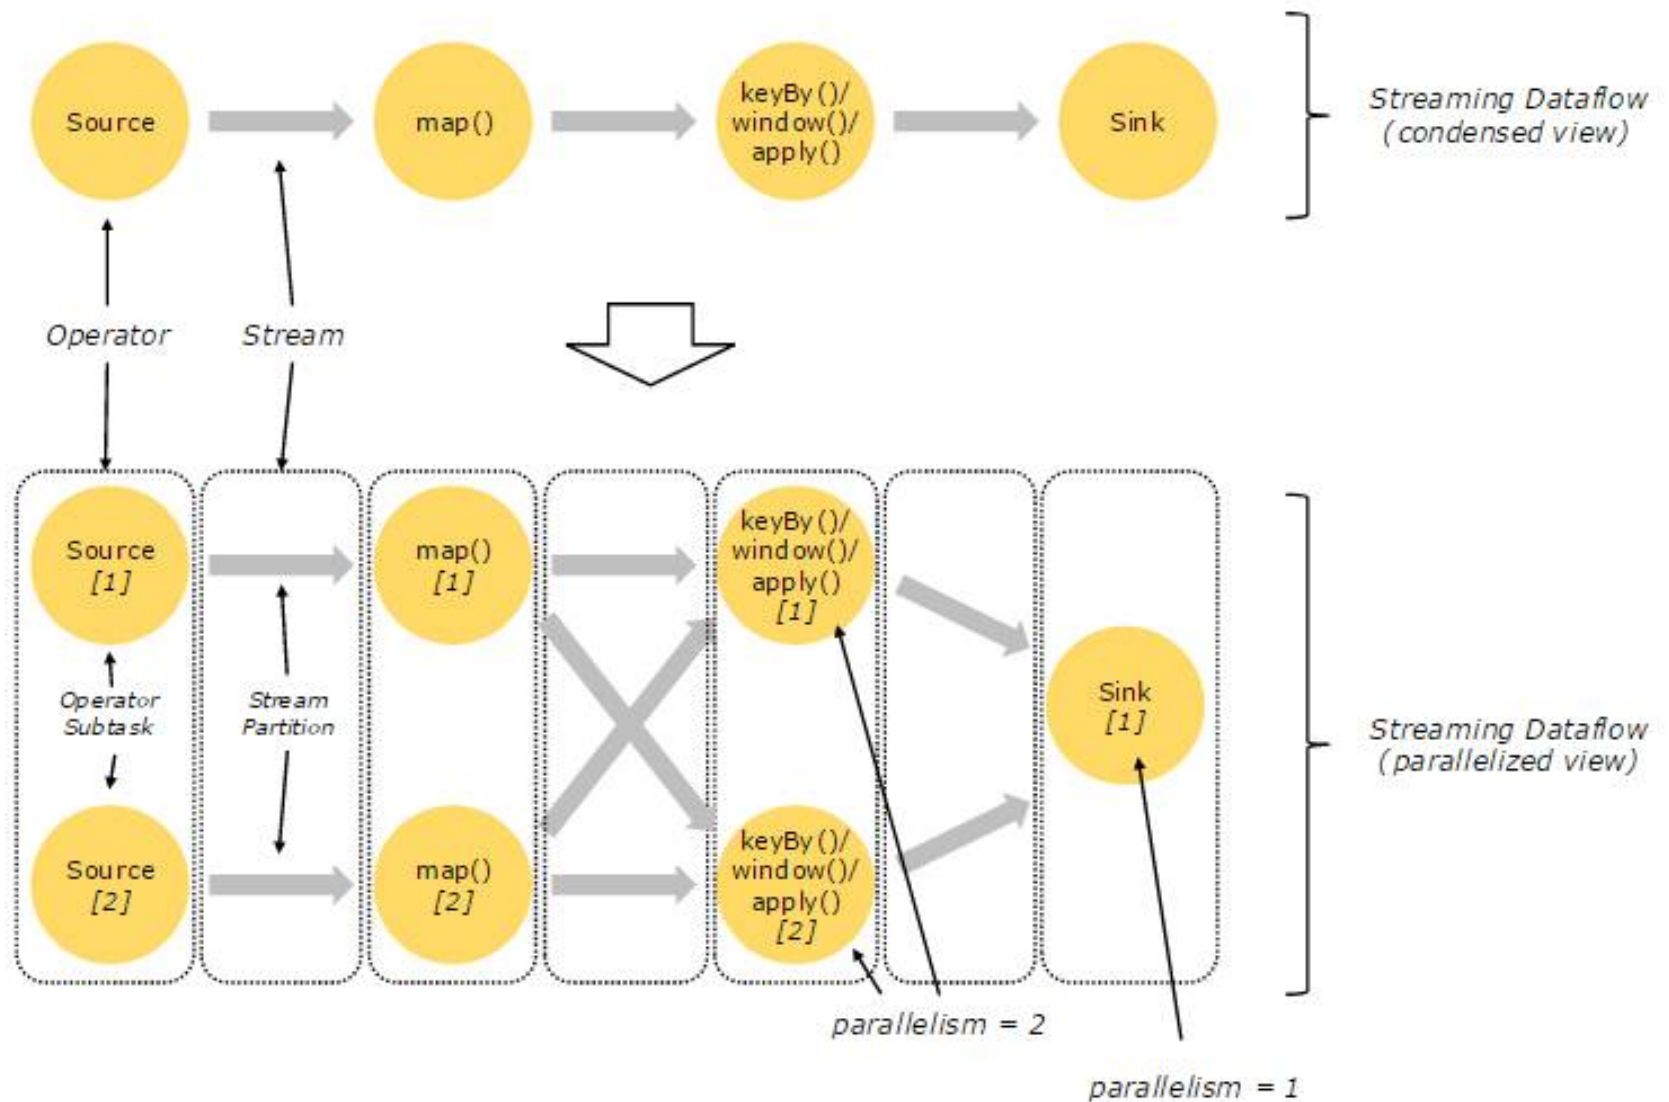 Source
map()
keyBy()/
window()/
apply()
Sink
Streaming Dataflow
(condensed view)
Operator
Stream
Source
[1]
map()
[1]
keyBy()/
window()/
apply()
[1]
Operator
Subtask
Stream
Partition
Sink
[1]
Streaming Dataflow
(parallelized view)
Source
[2]
map()
[2]
keyBy()/
window()/
apply()
[2]
parallelism = 2
parallelism = 1